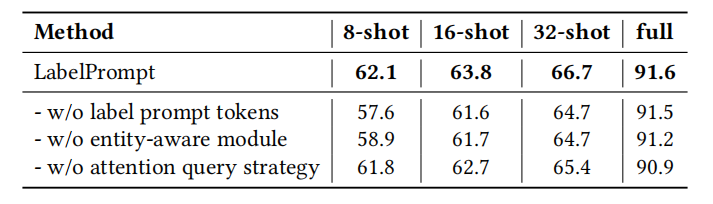 Method 8-shot 16-shot 32-shot full
LabelPrompt 62.1 63.8 66.7 91.6
- w/o label prompt tokens 57.6 61.6 64.7 91.5
- w/o entity-aware module 58.9 61.7 64.7 91.2
- w/o attention query strategy 61.8 62.7 65.4 90.9